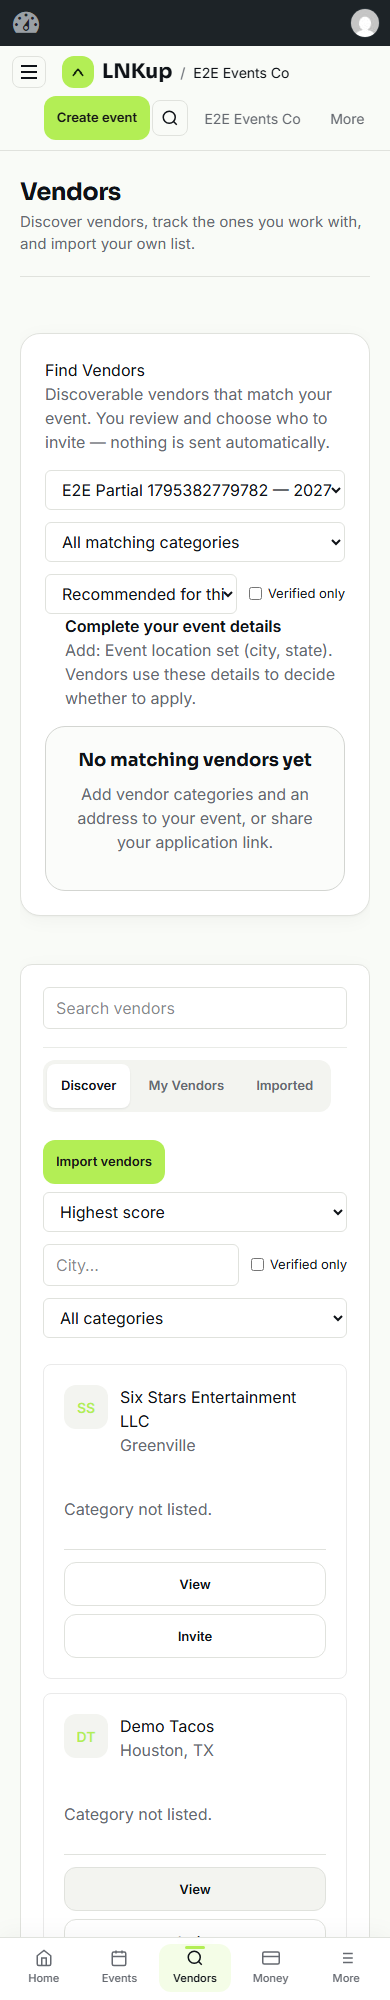 LNKup / E2E Events Co
Create event E2E Events Co More
Vendors
Discover vendors, track the ones you work with,
and import your own list.
Find Vendors
Discoverable vendors that match your
event. You review and choose who to
invite — nothing is sent automatically.
E2E Partial 1795382779782 — 2027
All matching categories
Recommended for thi Verified only
Complete your event details
Add: Event location set (city, state).
Vendors use these details to decide
whether to apply.
No matching vendors yet
Add vendor categories and an
address to your event, or share
your application link.
Search vendors
Discover My Vendors Imported
Import vendors
Highest score
City... Verified only
All categories
SS Six Stars Entertainment
LLC
Greenville
Category not listed.
View
Invite
DT Demo Tacos
Houston, TX
Category not listed.
View
Home Events Vendors Money More